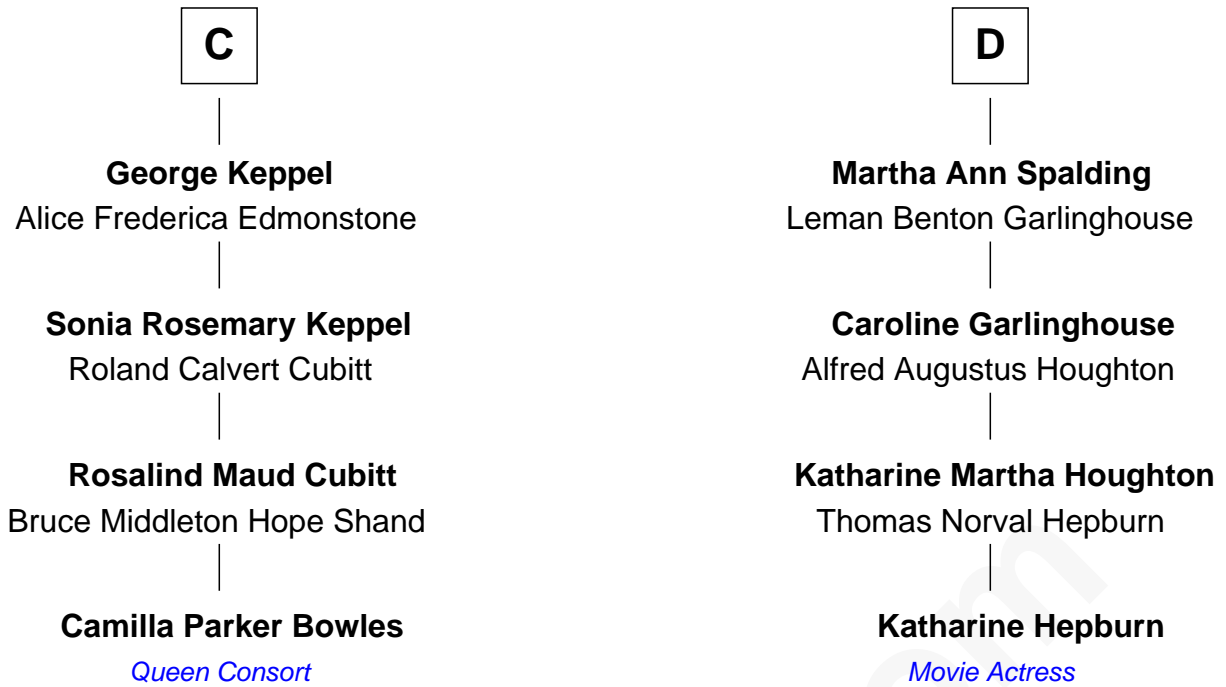 C
George Keppel
Alice Frederica Edmonstone
Sonia Rosemary Keppel
Roland Calvert Cubitt
Rosalind Maud Cubitt
Bruce Middleton Hope Shand
Camilla Parker Bowles
Queen Consort
D
Martha Ann Spalding
Leman Benton Garlinghouse
Caroline Garlinghouse
Alfred Augustus Houghton
Katharine Martha Houghton
Thomas Norval Hepburn
Katharine Hepburn
Movie Actress